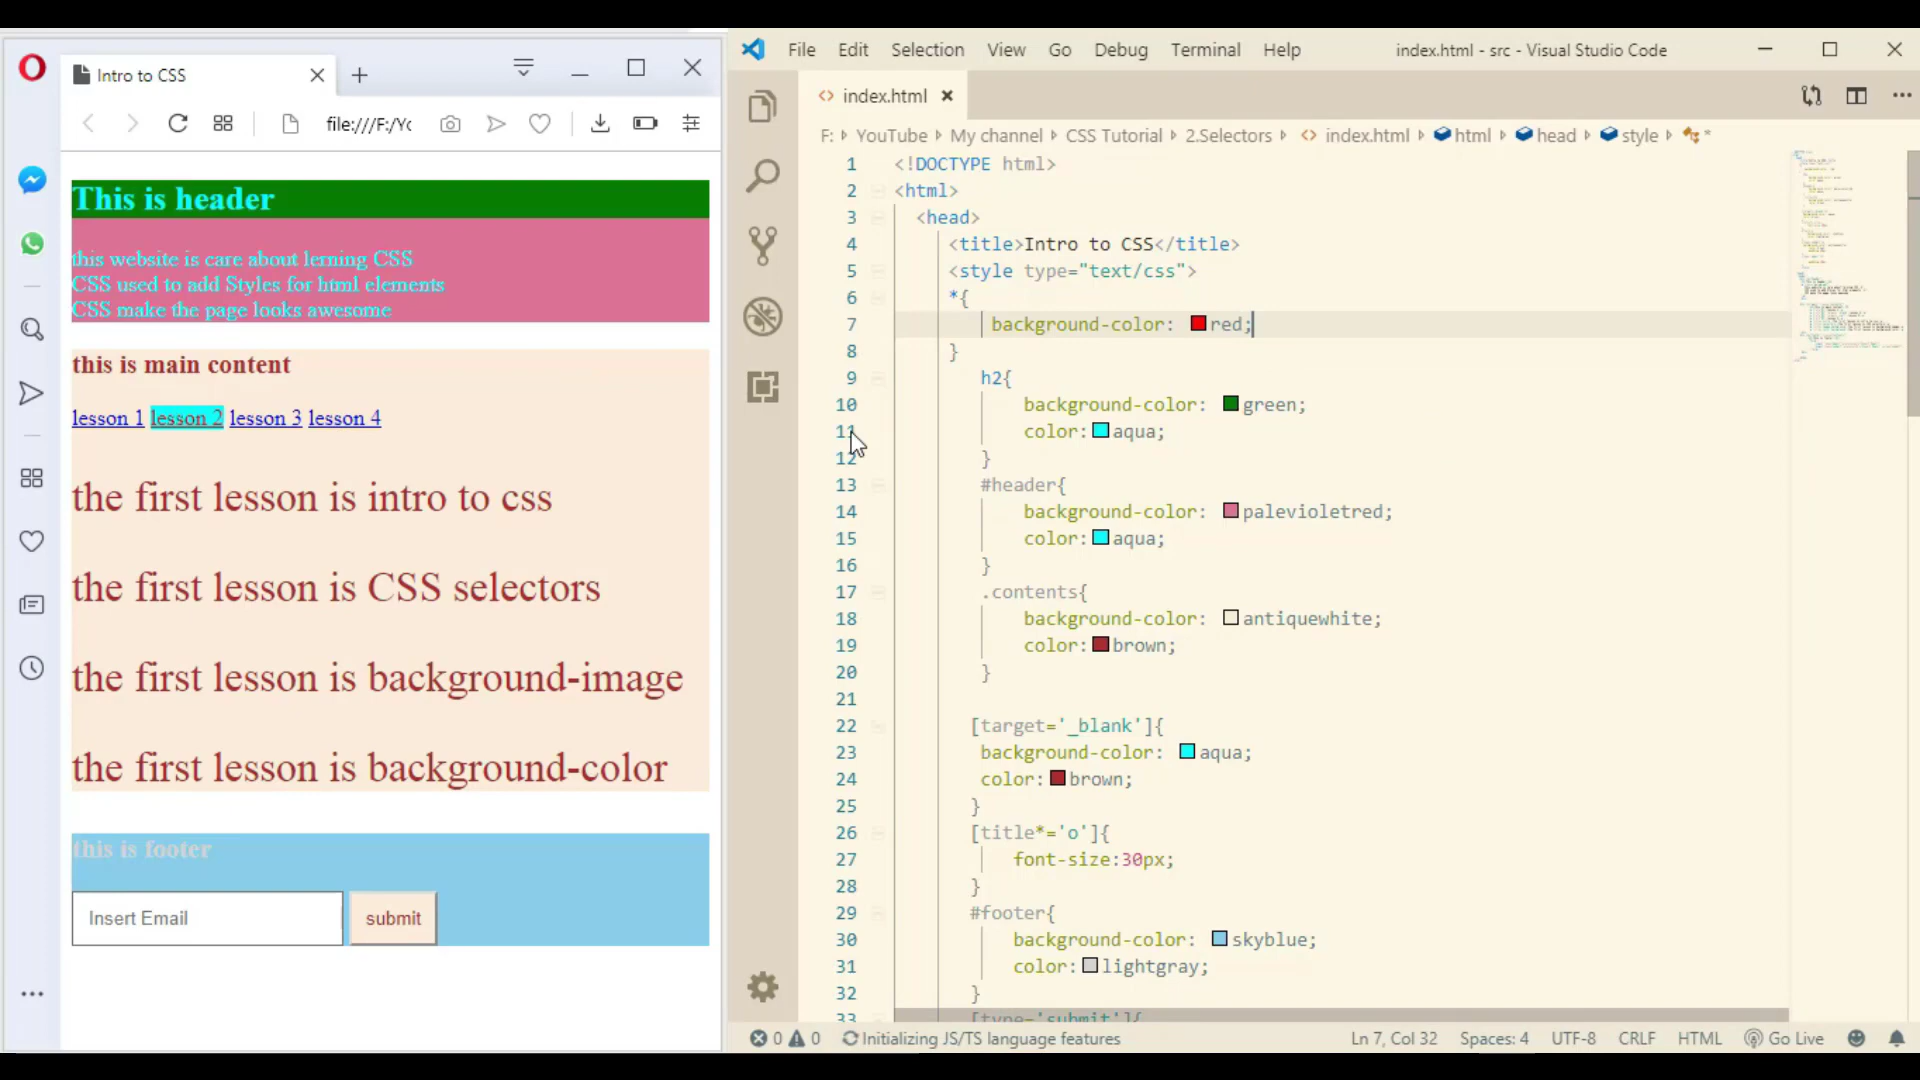 Intro to CSS
file:///F:/Yc
This is header
this website is care about lerning CSS
CSS used to add Styles for html elements
CSS make the page looks awesome
this is main content
lesson 1 lesson 2 lesson 3 lesson 4
the first lesson is intro to css
the first lesson is CSS selectors
the first lesson is background-image
the first lesson is background-color
this is footer
Insert Email
submit
File Edit Selection View Go Debug Terminal Help
index.html - src - Visual Studio Code
index.html
F: YouTube My channel CSS Tutorial 2.Selectors index.html html head style *
1 <!DOCTYPE html>
2 <html>
3 <head>
4 <title>Intro to CSS</title>
5 <style type="text/css">
6 *{
7 background-color: red;
8 }
9 h2{
10 background-color: green;
11 color: aqua;
12 }
13 #header{
14 background-color: palevioletred;
15 color: aqua;
16 }
17 .contents{
18 background-color: antiquewhite;
19 color: brown;
20 }
21
22 [target='_blank']{
23 background-color: aqua;
24 color: brown;
25 }
26 [title*='o']{
27 font-size:30px;
28 }
29 #footer{
30 background-color: skyblue;
31 color: lightgray;
32 }
33 [type='submit']{
0 0 Initializing JS/TS language features
Ln 7, Col 32 Spaces: 4 UTF-8 CRLF HTML Go Live